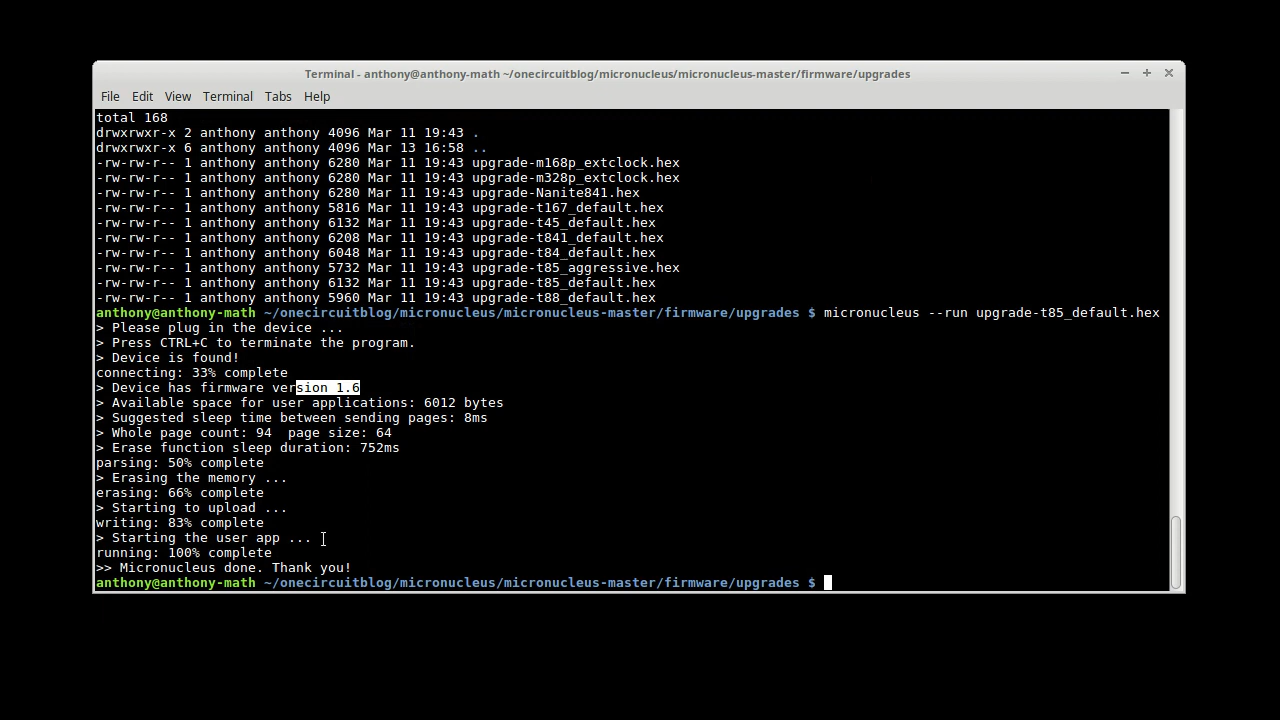 Terminal - anthony@anthony-math ~/onecircuitblog/micronucleus/micronucleus-master/firmware/upgrades
File Edit View Terminal Tabs Help
total 168
drwxrwxr-x 2 anthony anthony 4096 Mar 11 19:43 .
drwxrwxr-x 6 anthony anthony 4096 Mar 13 16:58 ..
-rw-rw-r-- 1 anthony anthony 6280 Mar 11 19:43 upgrade-m168p_extclock.hex
-rw-rw-r-- 1 anthony anthony 6280 Mar 11 19:43 upgrade-m328p_extclock.hex
-rw-rw-r-- 1 anthony anthony 6280 Mar 11 19:43 upgrade-Nanite841.hex
-rw-rw-r-- 1 anthony anthony 5816 Mar 11 19:43 upgrade-t167_default.hex
-rw-rw-r-- 1 anthony anthony 6132 Mar 11 19:43 upgrade-t45_default.hex
-rw-rw-r-- 1 anthony anthony 6208 Mar 11 19:43 upgrade-t841_default.hex
-rw-rw-r-- 1 anthony anthony 6048 Mar 11 19:43 upgrade-t84_default.hex
-rw-rw-r-- 1 anthony anthony 5732 Mar 11 19:43 upgrade-t85_aggressive.hex
-rw-rw-r-- 1 anthony anthony 6132 Mar 11 19:43 upgrade-t85_default.hex
-rw-rw-r-- 1 anthony anthony 5960 Mar 11 19:43 upgrade-t88_default.hex
anthony@anthony-math ~/onecircuitblog/micronucleus/micronucleus-master/firmware/upgrades $ micronucleus --run upgrade-t85_default.hex
> Please plug in the device ...
> Press CTRL+C to terminate the program.
> Device is found!
connecting: 33% complete
> Device has firmware version 1.6
> Available space for user applications: 6012 bytes
> Suggested sleep time between sending pages: 8ms
> Whole page count: 94  page size: 64
> Erase function sleep duration: 752ms
parsing: 50% complete
> Erasing the memory ...
erasing: 66% complete
> Starting to upload ...
writing: 83% complete
> Starting the user app ...
running: 100% complete
>> Micronucleus done. Thank you!
anthony@anthony-math ~/onecircuitblog/micronucleus/micronucleus-master/firmware/upgrades $